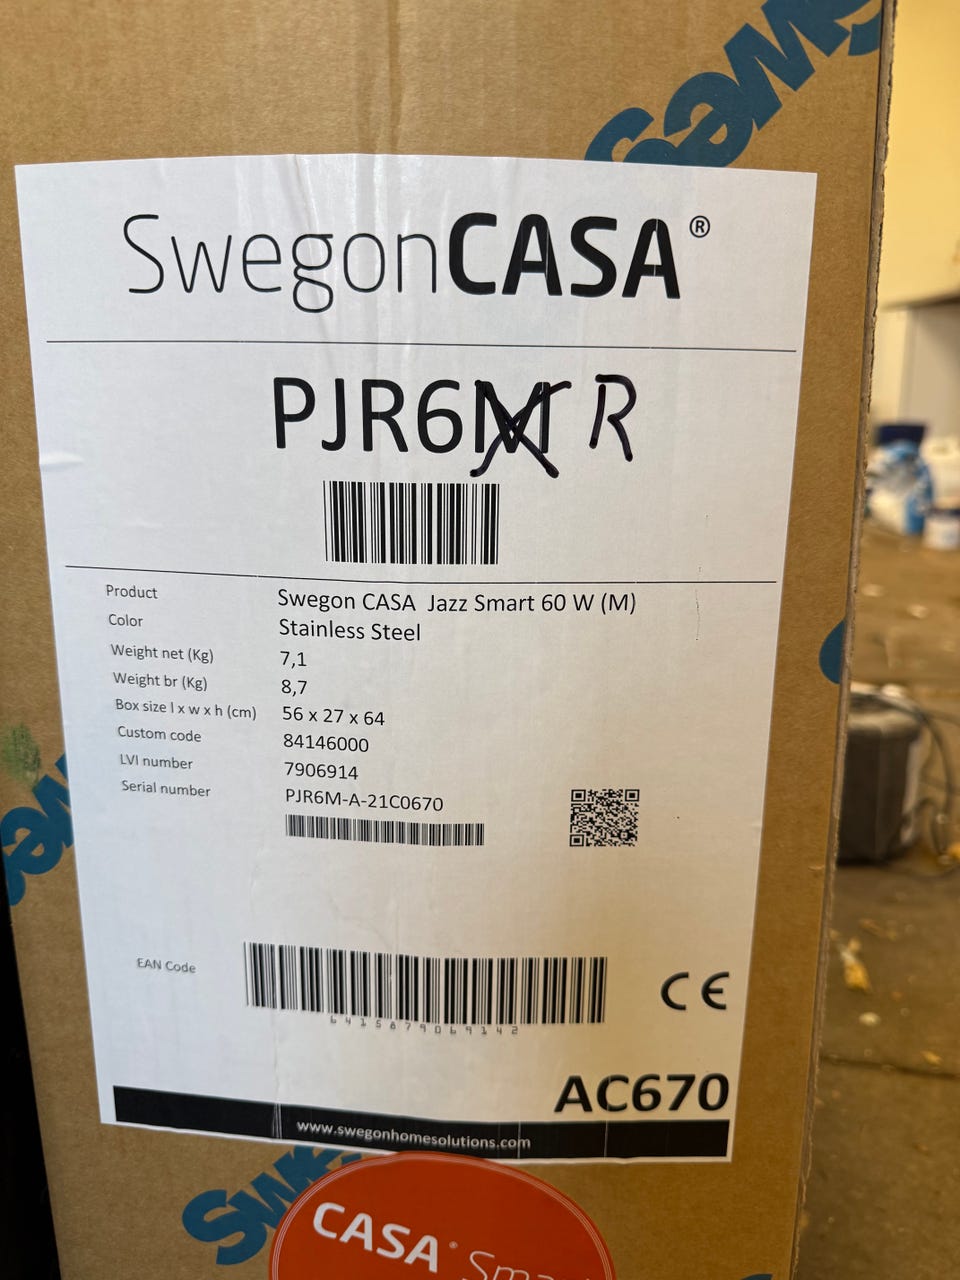 Swegon
SwegonCASA®
PJR6M R
Product Swegon CASA Jazz Smart 60 W (M)
Color Stainless Steel
Weight net (Kg) 7,1
Weight br (Kg) 8,7
Box size l x w x h (cm) 56 x 27 x 64
Custom code 84146000
LVI number 7906914
Serial number PJR6M-A-21C0670
EAN Code
6415879069142
CE
AC670
www.swegonhomesolutions.com
CASA®